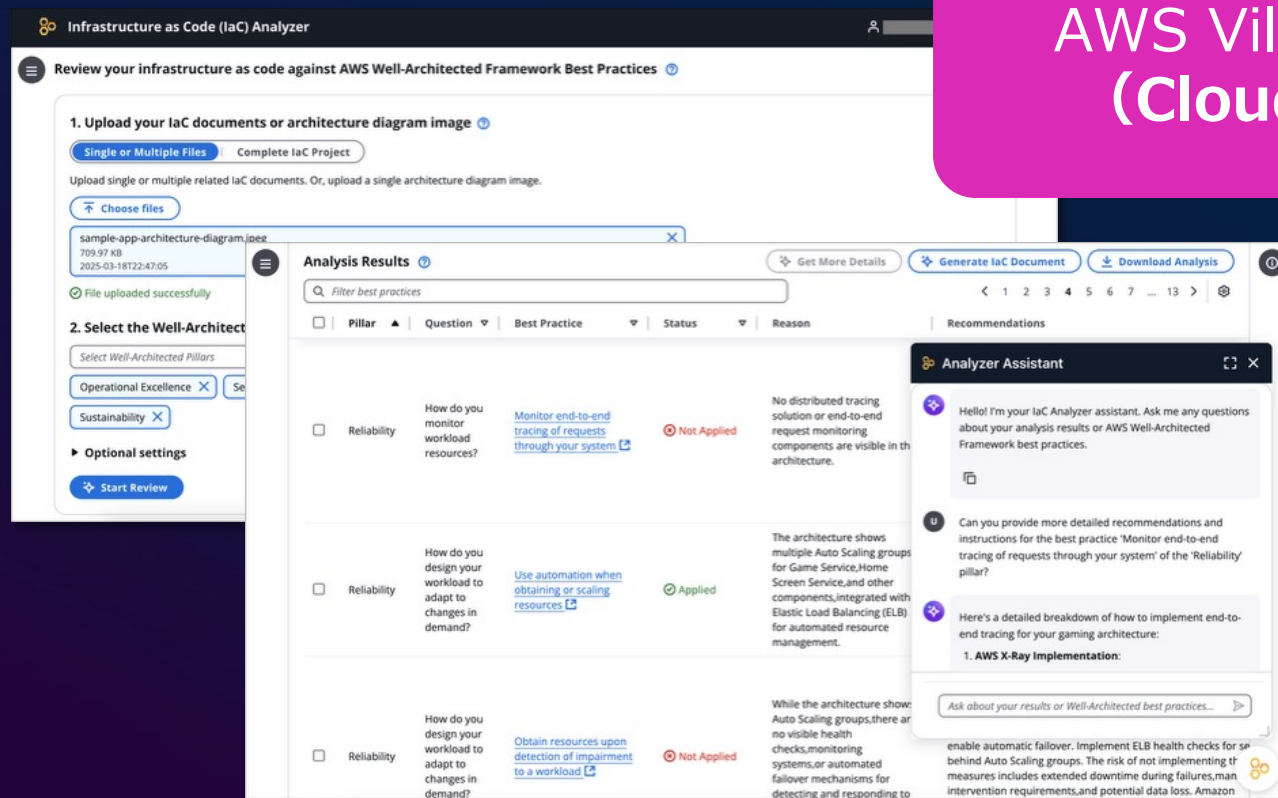 Infrastructure as Code (IaC) Analyzer
AWS Vil
(Clou
Review your infrastructure as code against AWS Well-Architected Framework Best Practices
1. Upload your IaC documents or architecture diagram image
Single or Multiple Files
Complete IaC Project
Upload single or multiple related IaC documents. Or, upload a single architecture diagram image.
Choose files
sample-app-architecture-diagram.jpeg
709.97 KB
2025-03-18T22:47:05
File uploaded successfully
2. Select the Well-Architect
Select Well-Architected Pillars
Operational Excellence
Se
Sustainability
Optional settings
Start Review
Analysis Results
Get More Details
Generate IaC Document
Download Analysis
Filter best practices
1 2 3 4 5 6 7 ... 13
Pillar
Question
Best Practice
Status
Reason
Recommendations
Reliability
How do you
monitor
workload
resources?
Monitor end-to-end
tracing of requests
through your system
Not Applied
No distributed tracing
solution or end-to-end
request monitoring
components are visible in th
architecture.
Reliability
How do you
design your
workload to
adapt to
changes in
demand?
Use automation when
obtaining or scaling
resources
Applied
The architecture shows
multiple Auto Scaling groups
for Game Service,Home
Screen Service,and other
components,integrated with
Elastic Load Balancing (ELB)
for automated resource
management.
Reliability
How do you
design your
workload to
adapt to
changes in
demand?
Obtain resources upon
detection of impairment
to a workload
Not Applied
While the architecture shows
Auto Scaling groups,there ar
no visible health
checks,monitoring
systems,or automated
failover mechanisms for
detecting and responding to
enable automatic failover. Implement ELB health checks for se
behind Auto Scaling groups. The risk of not implementing th
measures includes extended downtime during failures,man
intervention requirements,and potential data loss. Amazon
Analyzer Assistant
Hello! I'm your IaC Analyzer assistant. Ask me any questions
about your analysis results or AWS Well-Architected
Framework best practices.
U
Can you provide more detailed recommendations and
instructions for the best practice 'Monitor end-to-end
tracing of requests through your system' of the 'Reliability'
pillar?
Here's a detailed breakdown of how to implement end-to-
end tracing for your gaming architecture:
1. AWS X-Ray Implementation:
Ask about your results or Well-Architected best practices...